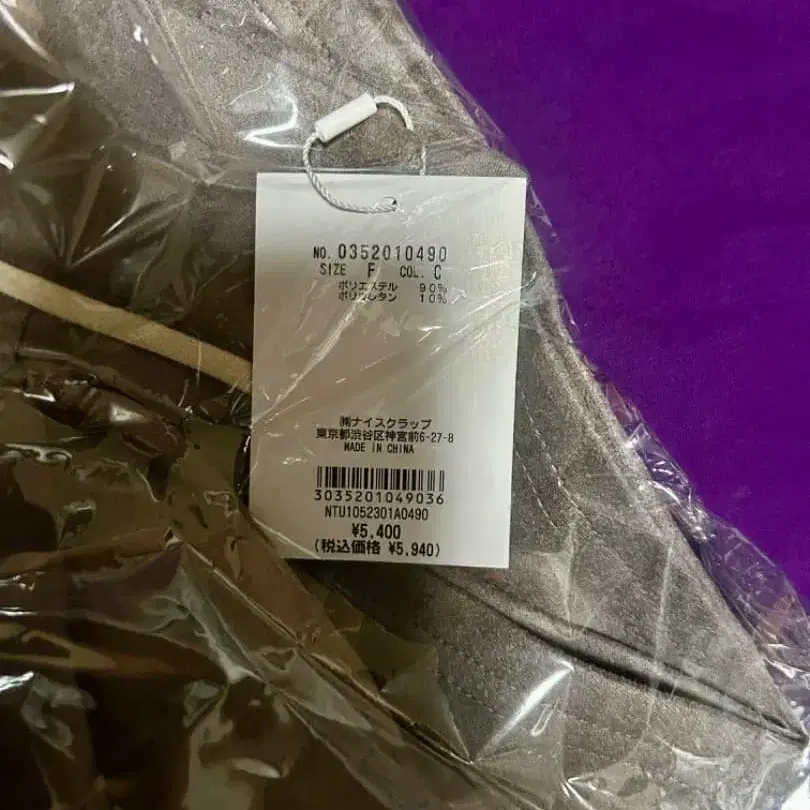 NO. 0352010490
SIZE F COL. C
ポリエステル 90%
ポリウレタン 10%
㈱ナイスクラップ
東京都渋谷区神宮前6-27-8
MADE IN CHINA
3035201049036
NTU1052301A0490
¥5,400
(税込価格 ¥5,940)